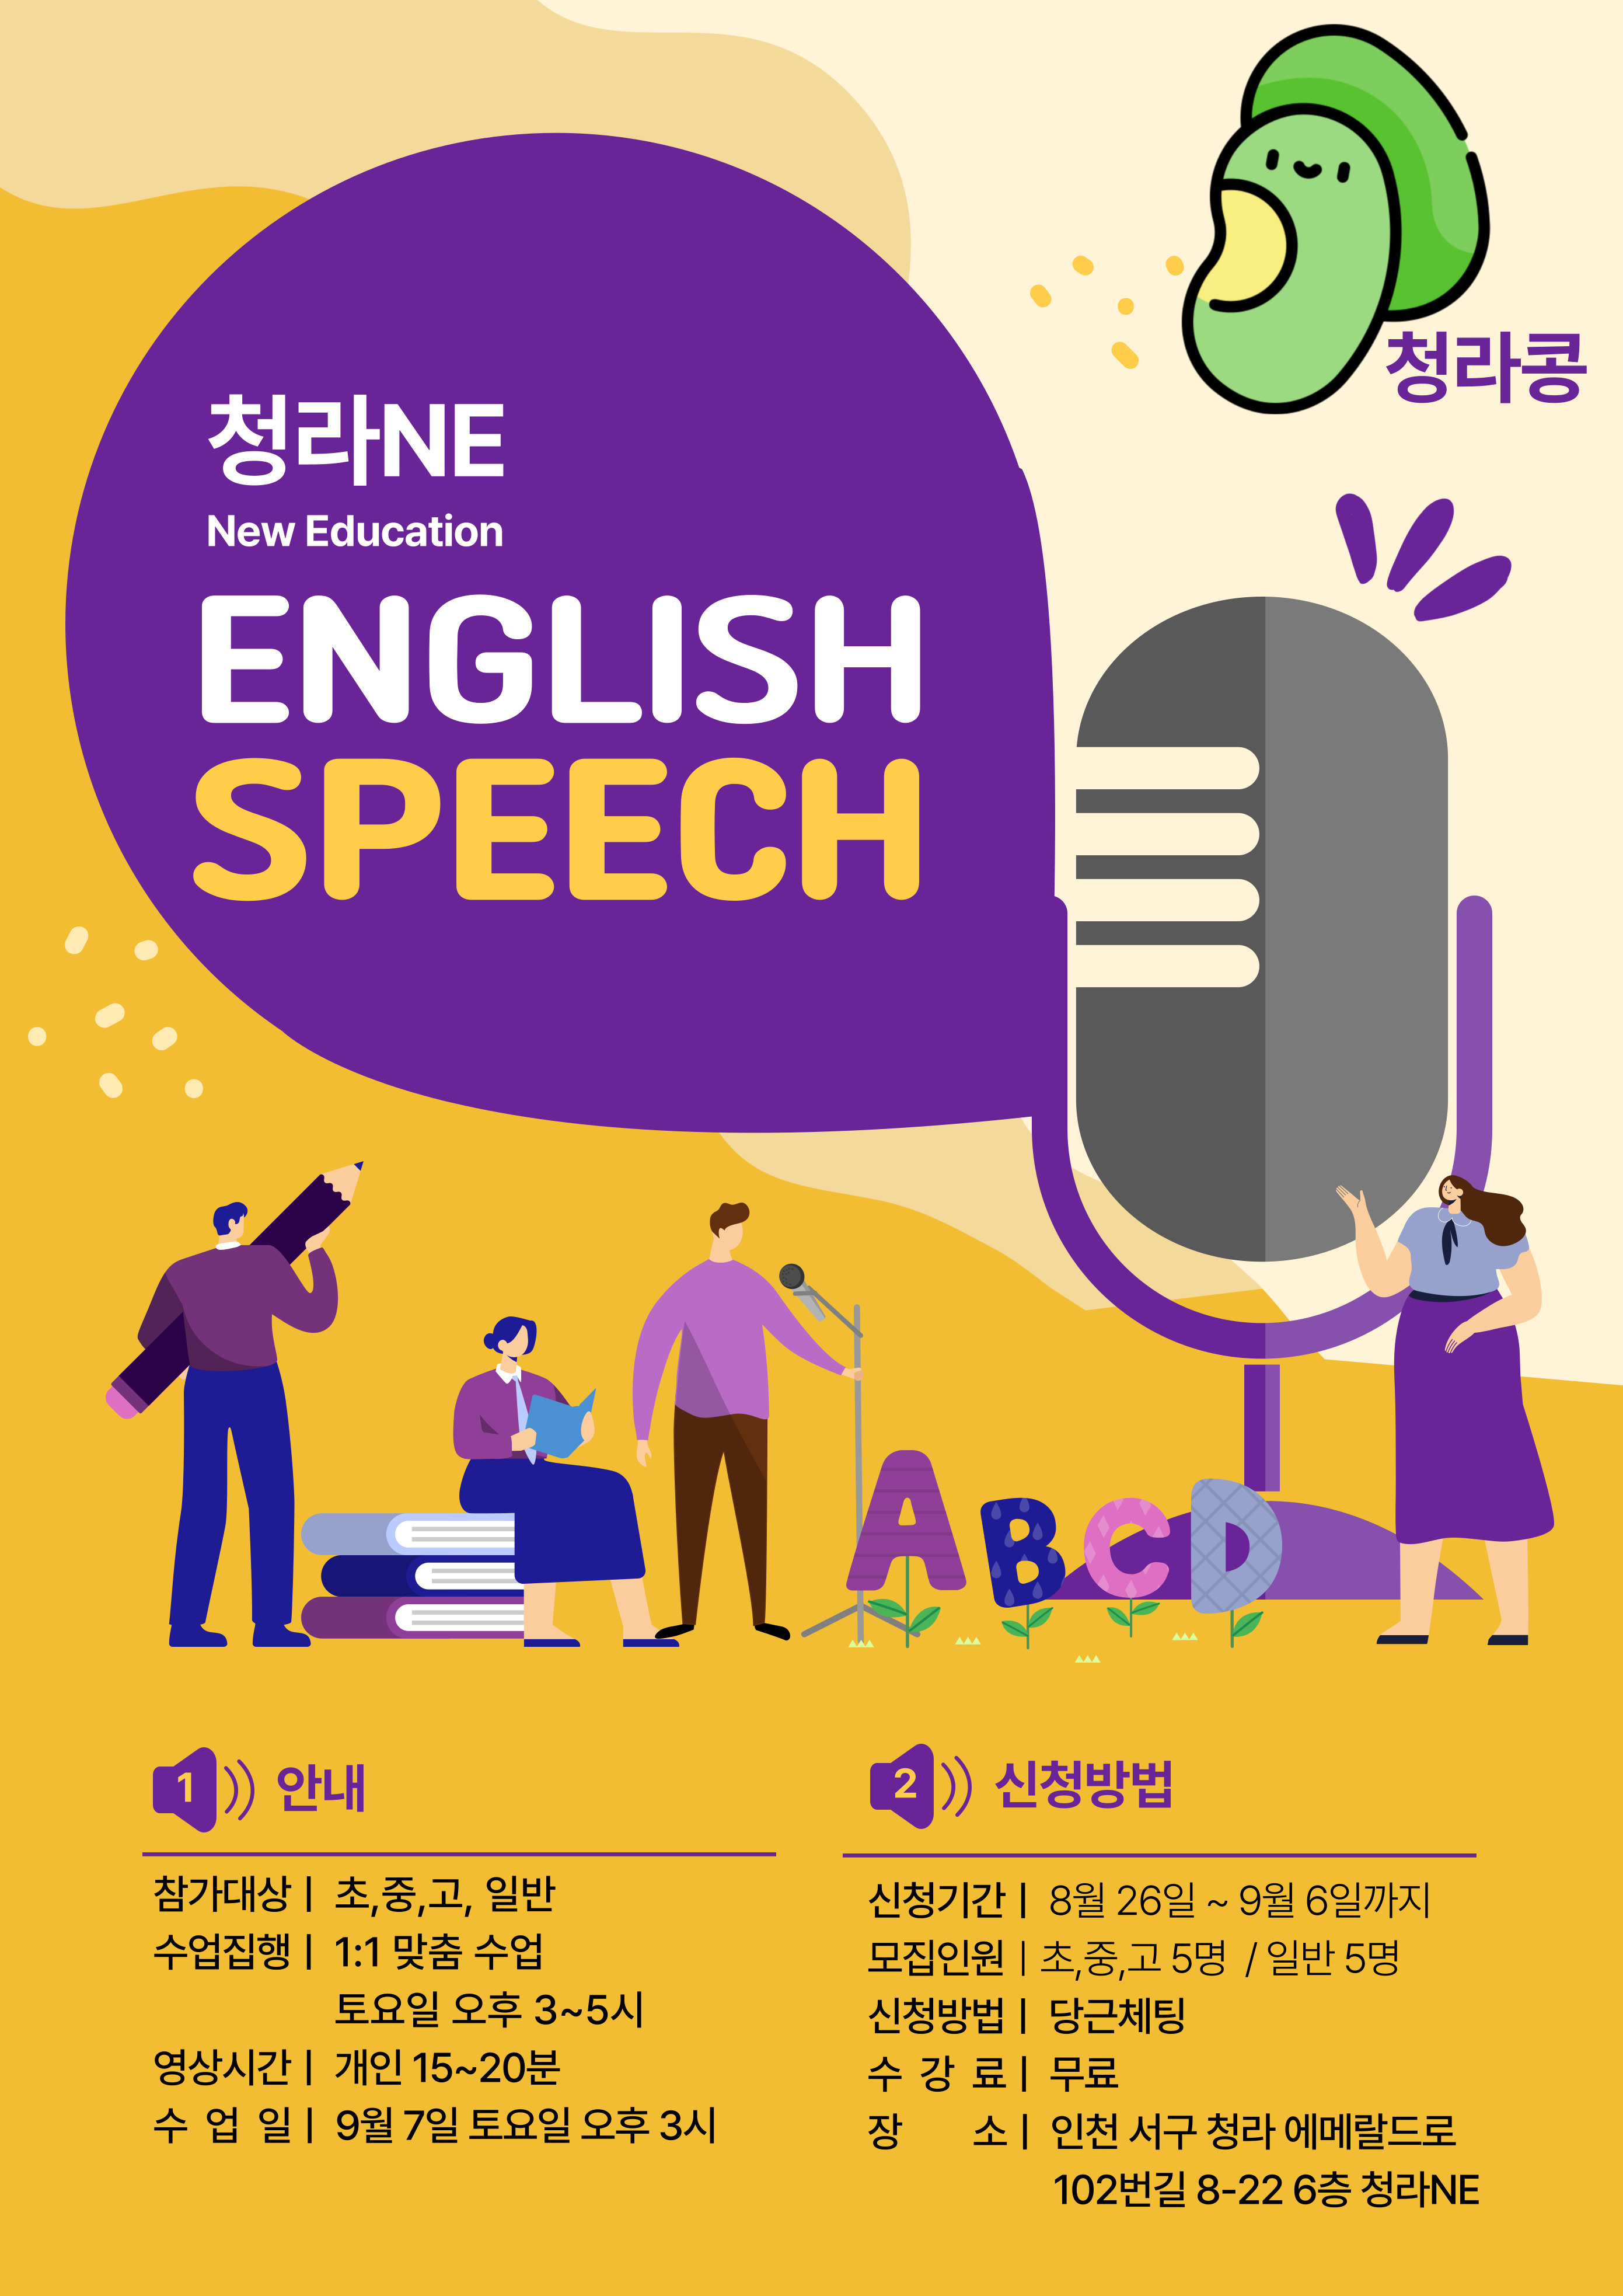 청라콩
청라NE
New Education
ENGLISH
SPEECH
A B C D
1 안내
참가대상 | 초,중,고, 일반
수업집행 | 1:1 맞춤 수업
토요일 오후 3~5시
영상시간 | 개인 15~20분
수 업 일 | 9월 7일 토요일 오후 3시
2 신청방법
신청기간 | 8월 26일 ~ 9월 6일까지
모집인원 | 초,중,고 5명 / 일반 5명
신청방법 | 당근체팅
수 강 료 | 무료
장 소 | 인천 서구 청라 에메랄드로
102번길 8-22 6층 청라NE